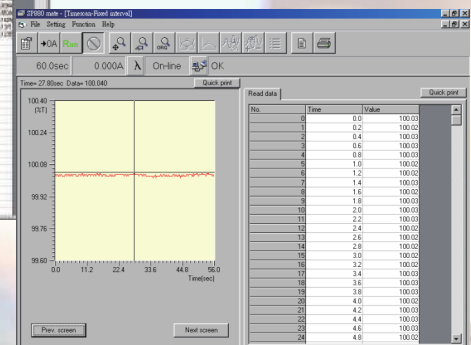 SP880 mate - [Timescan-Fixed interval]
File Setting Function Help
→0A Run ORG
60.0sec 0.000A λ On-line OK
Time= 27.80sec Data= 100.040 Quick print
100.40
(%T)
100.24
100.08
99.92
99.76
99.60
0.0 11.2 22.4 33.6 44.8 56.0
Time(sec)
Prev. screen Next screen
Read data Quick print
No. Time Value
0 0.0 100.03
1 0.2 100.02
2 0.4 100.03
3 0.6 100.03
4 0.8 100.03
5 1.0 100.02
6 1.2 100.02
7 1.4 100.03
8 1.6 100.02
9 1.8 100.03
10 2.0 100.03
11 2.2 100.03
12 2.4 100.02
13 2.6 100.02
14 2.8 100.02
15 3.0 100.02
16 3.2 100.02
17 3.4 100.03
18 3.6 100.03
19 3.8 100.03
20 4.0 100.02
21 4.2 100.03
22 4.4 100.03
23 4.6 100.03
24 4.8 100.02